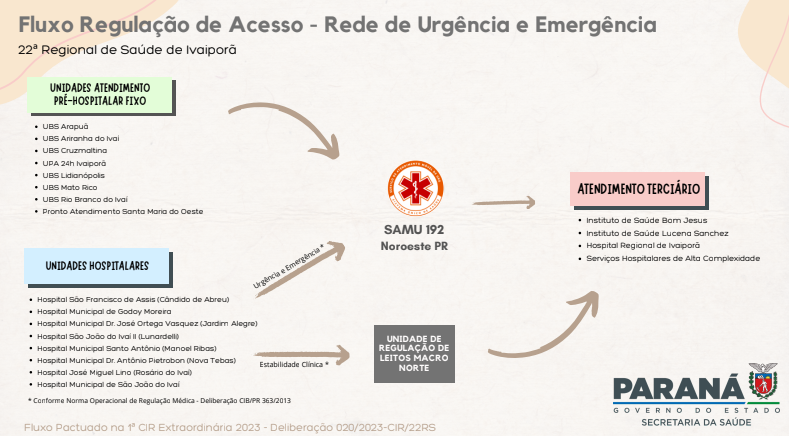 Fluxo Regulação de Acesso - Rede de Urgência e Emergência
22ª Regional de Saúde de Ivaiporã
UNIDADES ATENDIMENTO
PRÉ-HOSPITALAR FIXO
• UBS Arapuã
• UBS Ariranha do Ivaí
• UBS Cruzmaltina
• UPA 24h Ivaiporã
• UBS Lidianópolis
• UBS Mato Rico
• UBS Rio Branco do Ivaí
• Pronto Atendimento Santa Maria do Oeste
SAMU 192
Noroeste PR
ATENDIMENTO TERCIÁRIO
• Instituto de Saúde Bom Jesus
• Instituto de Saúde Lucena Sanchez
• Hospital Regional de Ivaiporã
• Serviços Hospitalares de Alta Complexidade
UNIDADES HOSPITALARES
• Hospital São Francisco de Assis (Cândido de Abreu)
• Hospital Municipal de Godoy Moreira
• Hospital Municipal Dr. José Ortega Vasquez (Jardim Alegre)
• Hospital São João do Ivaí II (Lunardelli)
• Hospital Municipal Santo Antônio (Manoel Ribas)
• Hospital Municipal Dr. Antônio Pietrobon (Nova Tebas)
• Hospital José Miguel Lino (Rosário do Ivaí)
• Hospital Municipal de São João do Ivaí
Urgência e Emergência *
Estabilidade Clínica *
UNIDADE DE
REGULAÇÃO DE
LEITOS MACRO
NORTE
* Conforme Norma Operacional de Regulação Médica - Deliberação CIB/PR 363/2013
Fluxo Pactuado na 1ª CIR Extraordinária 2023 - Deliberação 020/2023-CIR/22RS
PARANÁ
GOVERNO DO ESTADO
SECRETARIA DA SAÚDE